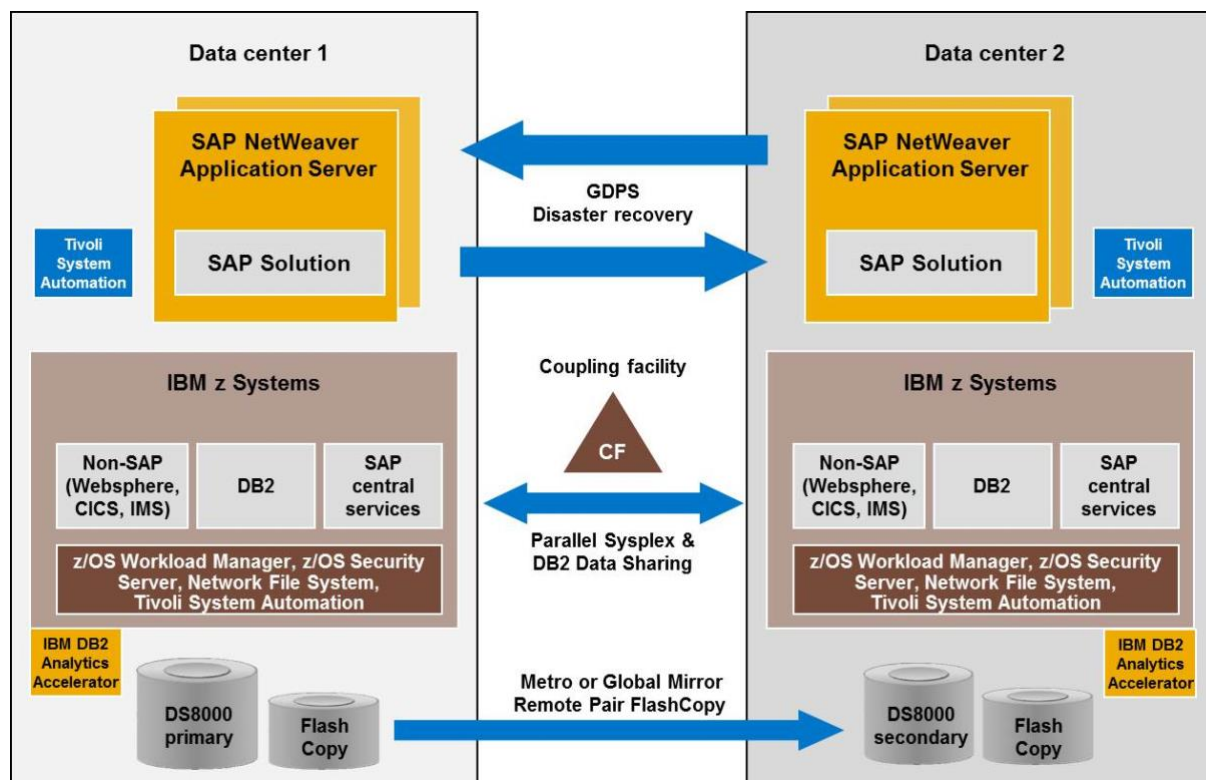 Data center 1
SAP NetWeaver
Application Server
SAP Solution
Tivoli
System
Automation
IBM z Systems
Non-SAP
(Websphere,
CICS, IMS)
DB2
SAP
central
services
z/OS Workload Manager, z/OS Security
Server, Network File System,
Tivoli System Automation
IBM DB2
Analytics
Accelerator
DS8000
primary
Flash
Copy
GDPS
Disaster recovery
Coupling facility
CF
Parallel Sysplex &
DB2 Data Sharing
Metro or Global Mirror
Remote Pair FlashCopy
Data center 2
SAP NetWeaver
Application Server
SAP Solution
Tivoli
System
Automation
IBM z Systems
Non-SAP
(Websphere,
CICS, IMS)
DB2
SAP
central
services
z/OS Workload Manager, z/OS Security
Server, Network File System,
Tivoli System Automation
IBM DB2
Analytics
Accelerator
DS8000
secondary
Flash
Copy